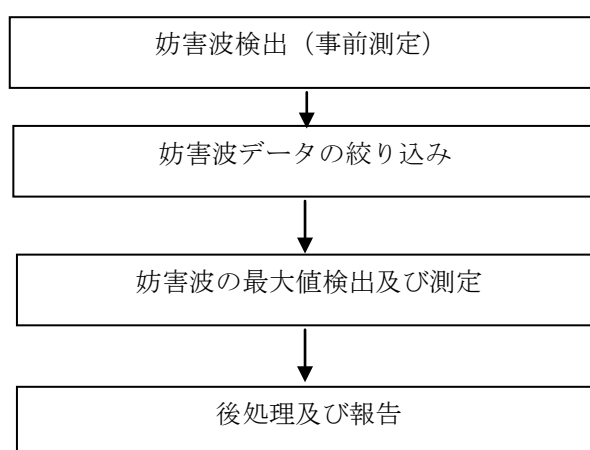 妨害波検出（事前測定）
妨害波データの絞り込み
妨害波の最大値検出及び測定
後処理及び報告